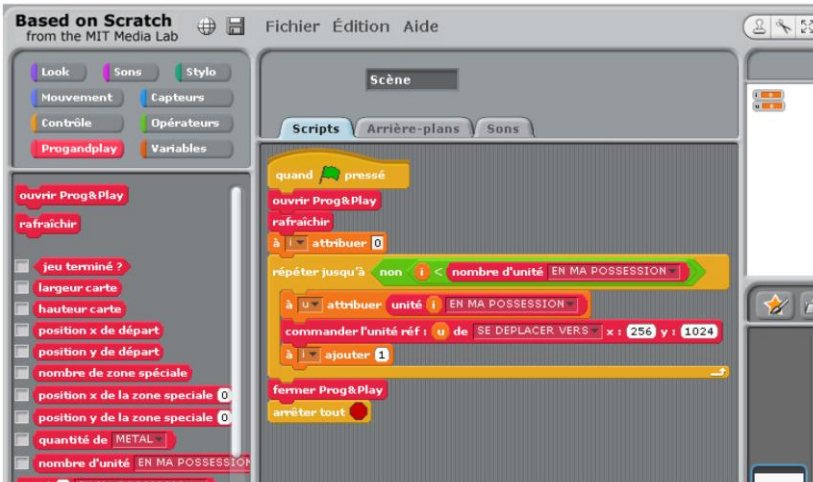 Based on Scratch
from the MIT Media Lab
Fichier Édition Aide
Look Sons Stylo
Mouvement Capteurs
Contrôle Opérateurs
Progandplay Variables
Scène
Scripts Arrière-plans Sons
ouvrir Prog&Play
rafraîchir
jeu terminé ?
largeur carte
hauteur carte
position x de départ
position y de départ
nombre de zone spéciale
position x de la zone speciale 0
position y de la zone speciale 0
quantité de METAL
nombre d'unité EN MA POSSESSION
quand pressé
ouvrir Prog&Play
rafraîchir
à i attribuer 0
répéter jusqu'à non i < nombre d'unité EN MA POSSESSION
à u attribuer unité i EN MA POSSESSION
commander l'unité réf : u de SE DEPLACER VERS x : 256 y : 1024
à i ajouter 1
fermer Prog&Play
arrêter tout